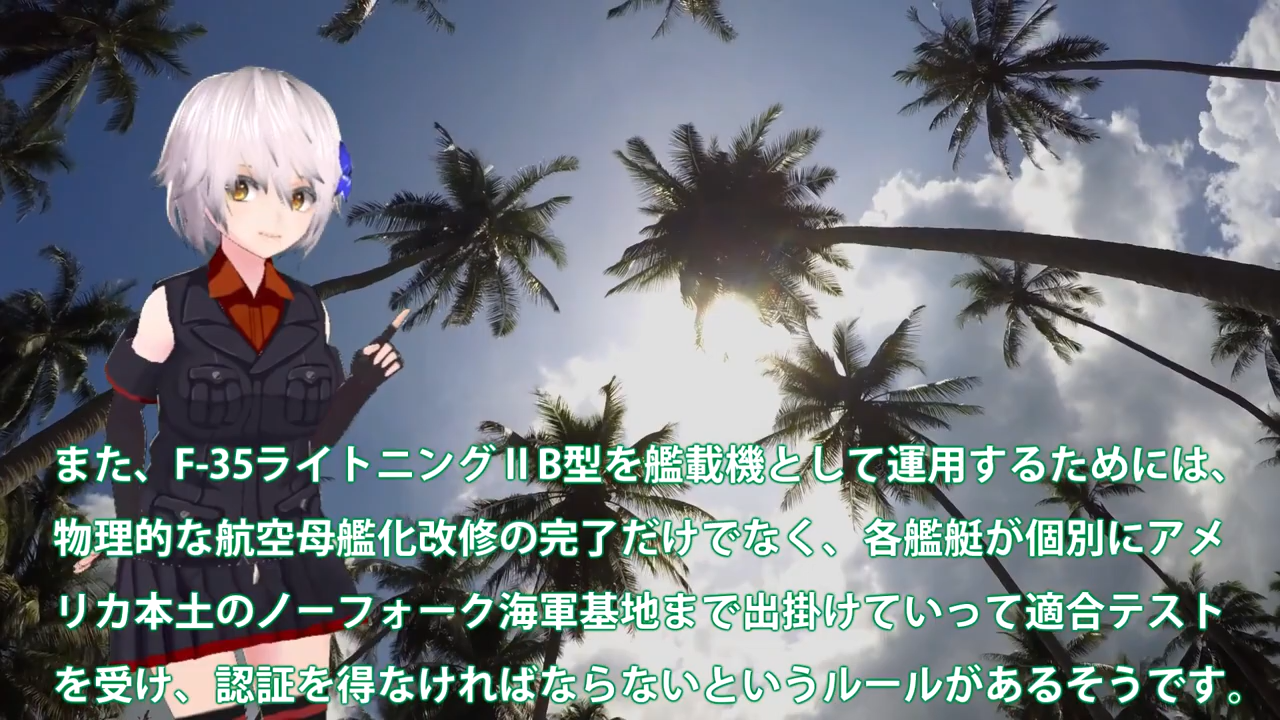 また、F-35ライトニングⅡB型を艦載機として運用するためには、
物理的な航空母艦化改修の完了だけでなく、各艦艇が個別にアメ
リカ本土のノーフォーク海軍基地まで出掛けていって適合テスト
を受け、認証を得なければならないというルールがあるそうです。